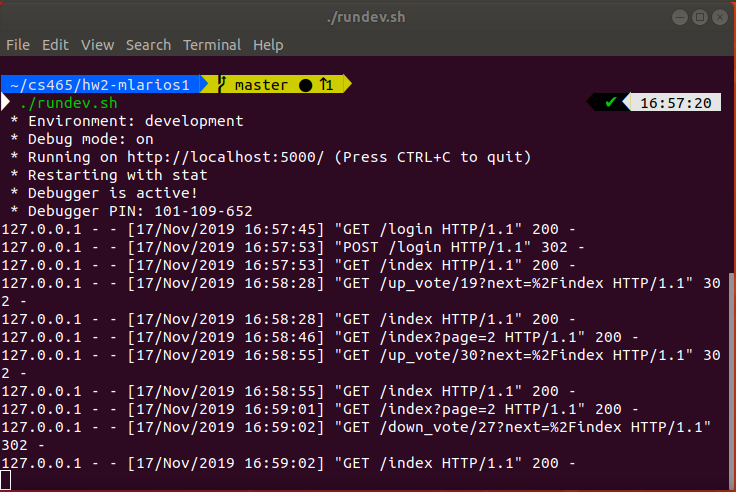 ./rundev.sh
File Edit View Search Terminal Help
~/cs465/hw2-mlarios1 master ● ↑1
./rundev.sh ✔ 16:57:20
* Environment: development
* Debug mode: on
* Running on http://localhost:5000/ (Press CTRL+C to quit)
* Restarting with stat
* Debugger is active!
* Debugger PIN: 101-109-652
127.0.0.1 - - [17/Nov/2019 16:57:45] "GET /login HTTP/1.1" 200 -
127.0.0.1 - - [17/Nov/2019 16:57:53] "POST /login HTTP/1.1" 302 -
127.0.0.1 - - [17/Nov/2019 16:57:53] "GET /index HTTP/1.1" 200 -
127.0.0.1 - - [17/Nov/2019 16:58:28] "GET /up_vote/19?next=%2Findex HTTP/1.1" 30
2 -
127.0.0.1 - - [17/Nov/2019 16:58:28] "GET /index HTTP/1.1" 200 -
127.0.0.1 - - [17/Nov/2019 16:58:46] "GET /index?page=2 HTTP/1.1" 200 -
127.0.0.1 - - [17/Nov/2019 16:58:55] "GET /up_vote/30?next=%2Findex HTTP/1.1" 30
2 -
127.0.0.1 - - [17/Nov/2019 16:58:55] "GET /index HTTP/1.1" 200 -
127.0.0.1 - - [17/Nov/2019 16:59:01] "GET /index?page=2 HTTP/1.1" 200 -
127.0.0.1 - - [17/Nov/2019 16:59:02] "GET /down_vote/27?next=%2Findex HTTP/1.1"
302 -
127.0.0.1 - - [17/Nov/2019 16:59:02] "GET /index HTTP/1.1" 200 -